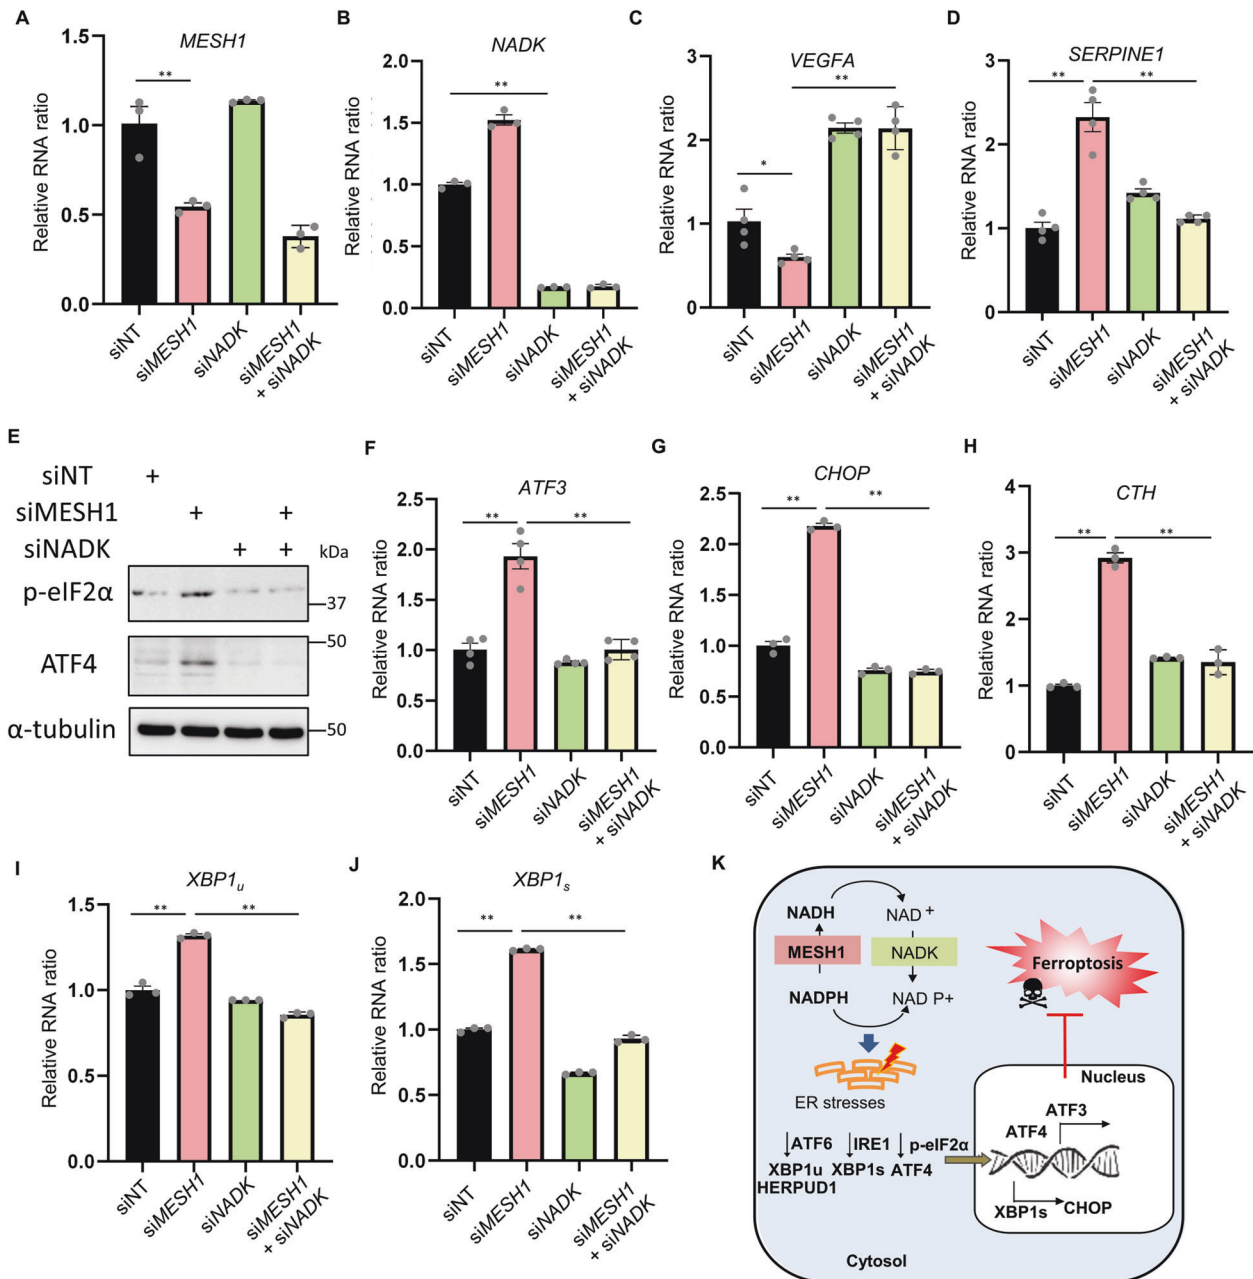 A
MESH1
Relative RNA ratio
1.5
1.0
0.5
0.0
**
siNT
siMESH1
siNADK
siMESH1
+ siNADK
B
NADK
Relative RNA ratio
2.0
1.5
1.0
0.5
0.0
**
siNT
siMESH1
siNADK
siMESH1
+ siNADK
C
VEGFA
Relative RNA ratio
3
2
1
0
*
**
siNT
siMESH1
siNADK
siMESH1
+ siNADK
D
SERPINE1
Relative RNA ratio
3
2
1
0
**
**
siNT
siMESH1
siNADK
siMESH1
+ siNADK
E
siNT +
siMESH1 + +
siNADK + + kDa
p-eIF2α
37
50
ATF4
α-tubulin
50
F
ATF3
Relative RNA ratio
2.5
2.0
1.5
1.0
0.5
0.0
**
**
siNT
siMESH1
siNADK
siMESH1
+ siNADK
G
CHOP
Relative RNA ratio
2.5
2.0
1.5
1.0
0.5
0.0
**
**
siNT
siMESH1
siNADK
siMESH1
+ siNADK
H
CTH
Relative RNA ratio
4
3
2
1
0
**
**
siNT
siMESH1
siNADK
siMESH1
+ siNADK
I
XBP1u
Relative RNA ratio
1.5
1.0
0.5
0.0
**
**
siNT
siMESH1
siNADK
siMESH1
+ siNADK
J
XBP1s
Relative RNA ratio
2.0
1.5
1.0
0.5
0.0
**
**
siNT
siMESH1
siNADK
siMESH1
+ siNADK
K
NADH NAD+
MESH1 NADK
NADPH NAD P+
Ferroptosis
ER stresses
Nucleus
ATF3
ATF4
XBP1s CHOP
ATF6 IRE1 p-eIF2α
XBP1u XBP1s ATF4
HERPUD1
Cytosol